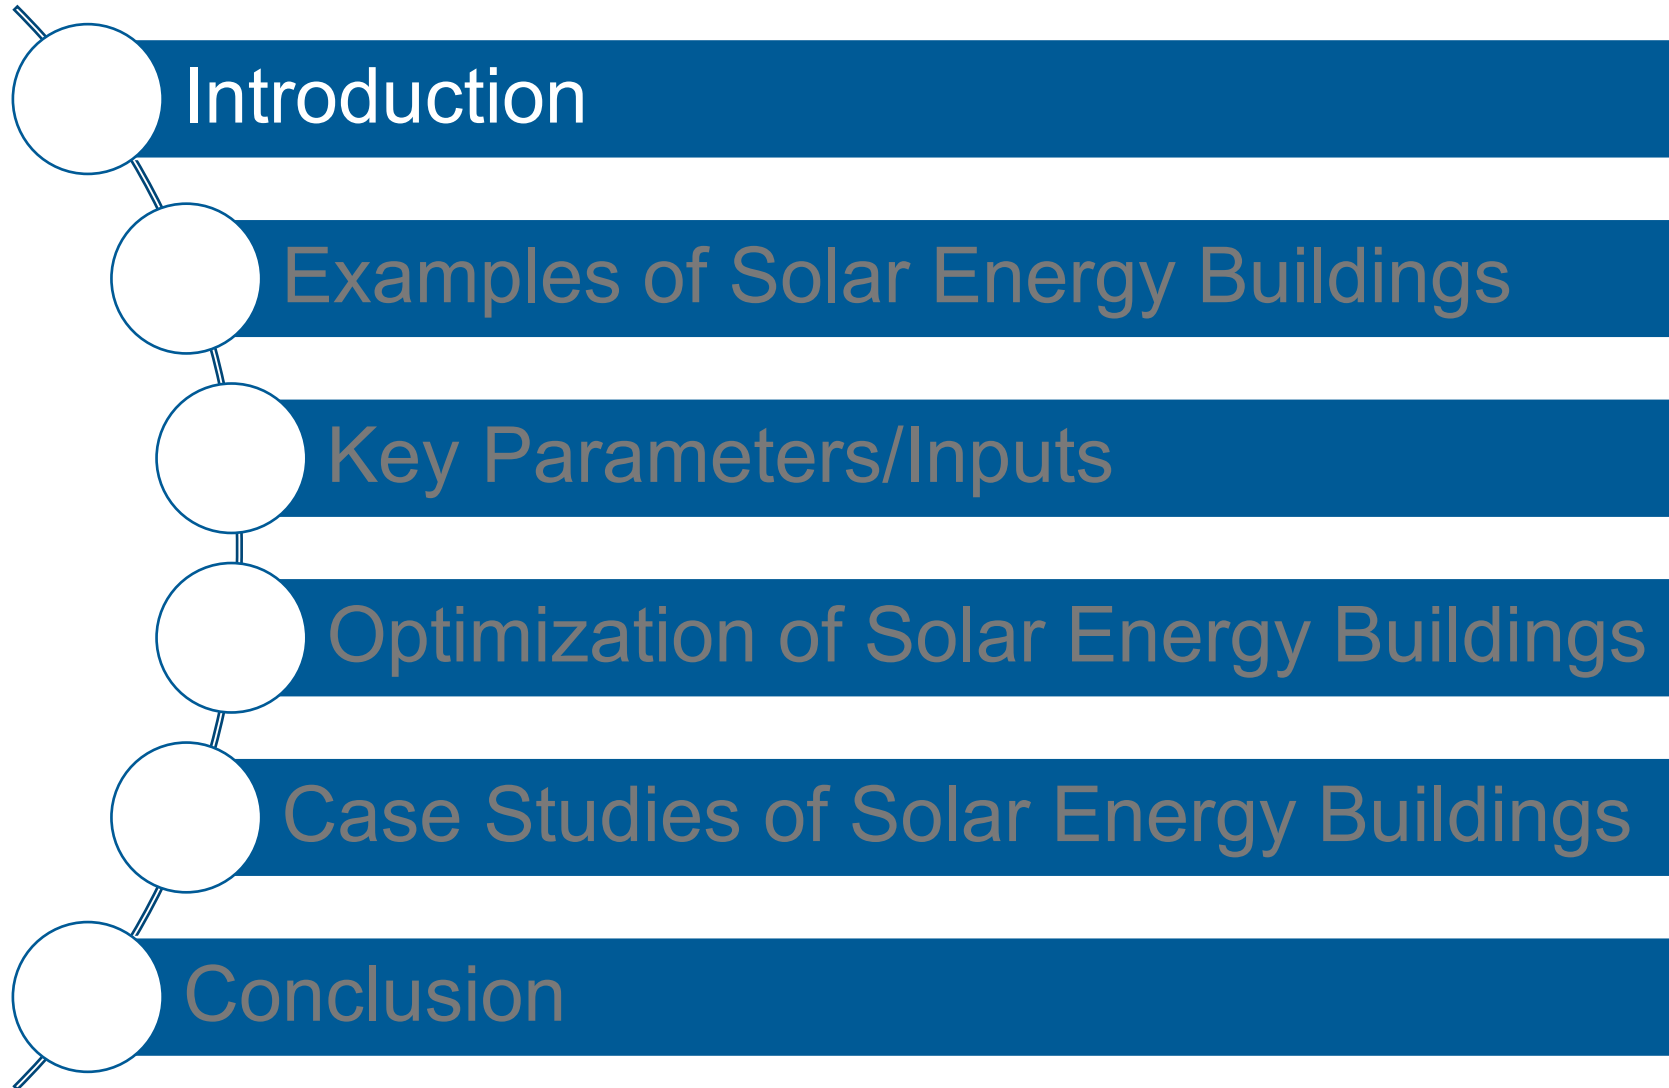 Introduction
Examples of Solar Energy Buildings
Key Parameters/Inputs
Optimization of Solar Energy Buildings
Case Studies of Solar Energy Buildings
Conclusion